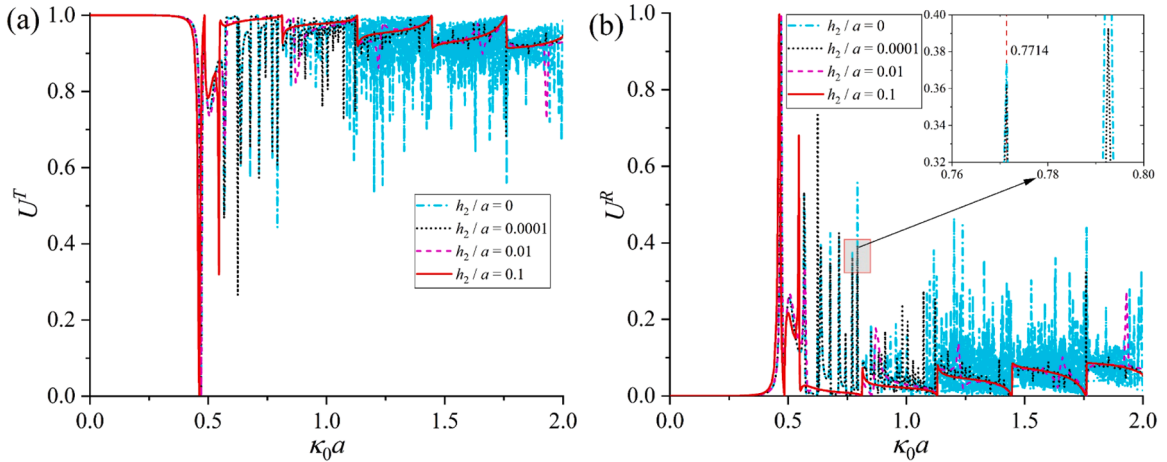 (a)
1.0
0.8
0.6
0.4
0.2
0.0
U^T
h₂ / a = 0
h₂ / a = 0.0001
h₂ / a = 0.01
h₂ / a = 0.1
0.0 0.5 1.0 1.5 2.0
κ₀a
(b)
1.0
0.8
0.6
0.4
0.2
0.0
U^R
h₂ / a = 0
h₂ / a = 0.0001
h₂ / a = 0.01
h₂ / a = 0.1
0.40
0.38
0.36
0.34
0.32
0.7714
0.76 0.78 0.80
0.0 0.5 1.0 1.5 2.0
κ₀a